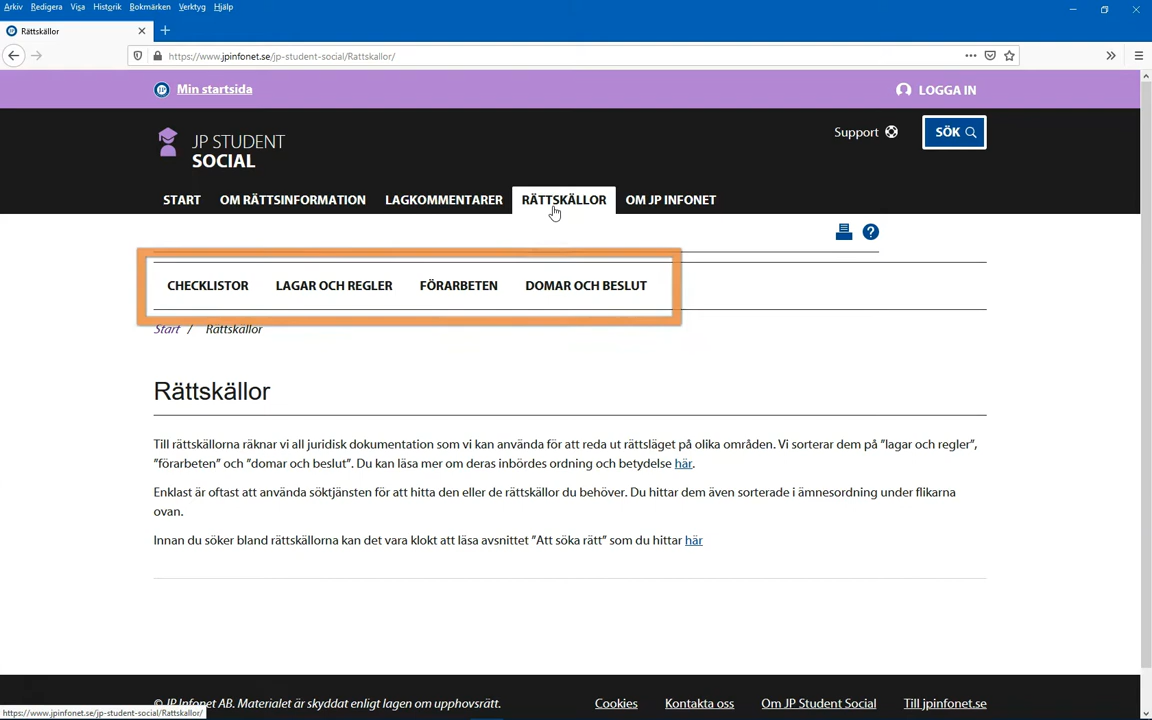 Arkiv Redigera Visa Historik Bokmärken Verktyg Hjälp
Rättskällor
https://www.jpinfonet.se/jp-student-social/Rattskallor/
Min startsida
LOGGA IN
JP STUDENT
SOCIAL
Support
SÖK
START OM RÄTTSINFORMATION LAGKOMMENTARER RÄTTSKÄLLOR OM JP INFONET
CHECKLISTOR LAGAR OCH REGLER FÖRARBETEN DOMAR OCH BESLUT
Start / Rättskällor
Rättskällor
Till rättskällorna räknar vi all juridisk dokumentation som vi kan använda för att reda ut rättsläget på olika områden. Vi sorterar dem på "lagar och regler",
"förarbeten" och "domar och beslut". Du kan läsa mer om deras inbördes ordning och betydelse här.
Enklast är oftast att använda söktjänsten för att hitta den eller de rättskällor du behöver. Du hittar dem även sorterade i ämnesordning under flikarna
ovan.
Innan du söker bland rättskällorna kan det vara klokt att läsa avsnittet "Att söka rätt" som du hittar här
© JP Infonet AB. Materialet är skyddat enligt lagen om upphovsrätt.
Cookies Kontakta oss Om JP Student Social Till jpinfonet.se
https://www.jpinfonet.se/jp-student-social/Rattskallor/